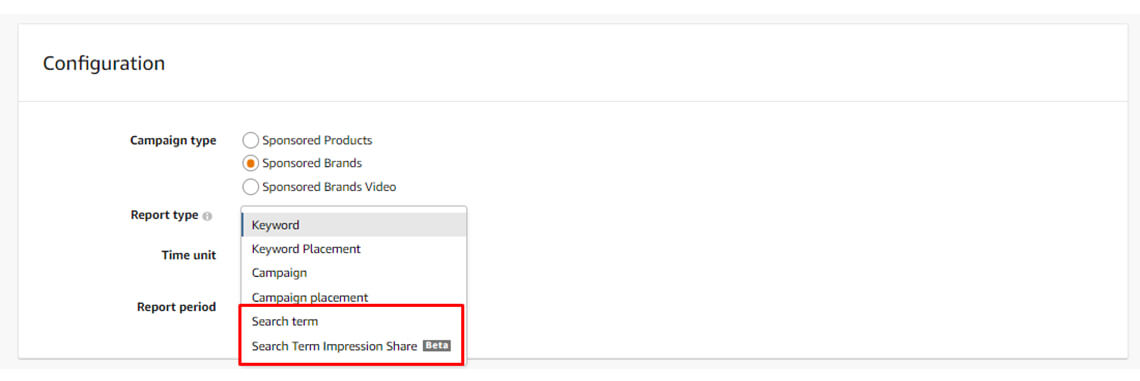 Configuration
Campaign type
Sponsored Products
Sponsored Brands
Sponsored Brands Video
Report type
Keyword
Keyword Placement
Time unit
Campaign
Campaign placement
Report period
Search term
Search Term Impression Share Beta